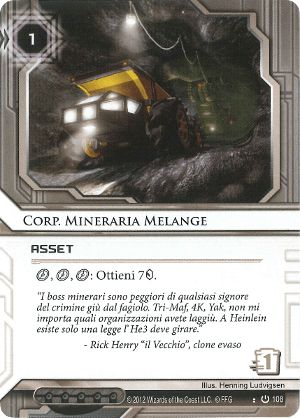 1
CORP. MINERARIA MELANGE
ASSET
: Ottieni 7
"I boss minerari sono peggiori di qualsiasi signore
del crimine giù dal fagiolo. Tri-Maf, 4K, Yak, non mi
importa quali organizzazioni avete laggiù. A Heinlein
esiste solo una legge l'He3 deve girare."
- Rick Henry "il Vecchio", clone evaso
1
Illus. Henning Ludvigsen
© 2012 Wizards of the Coast LLC. © FFG
108